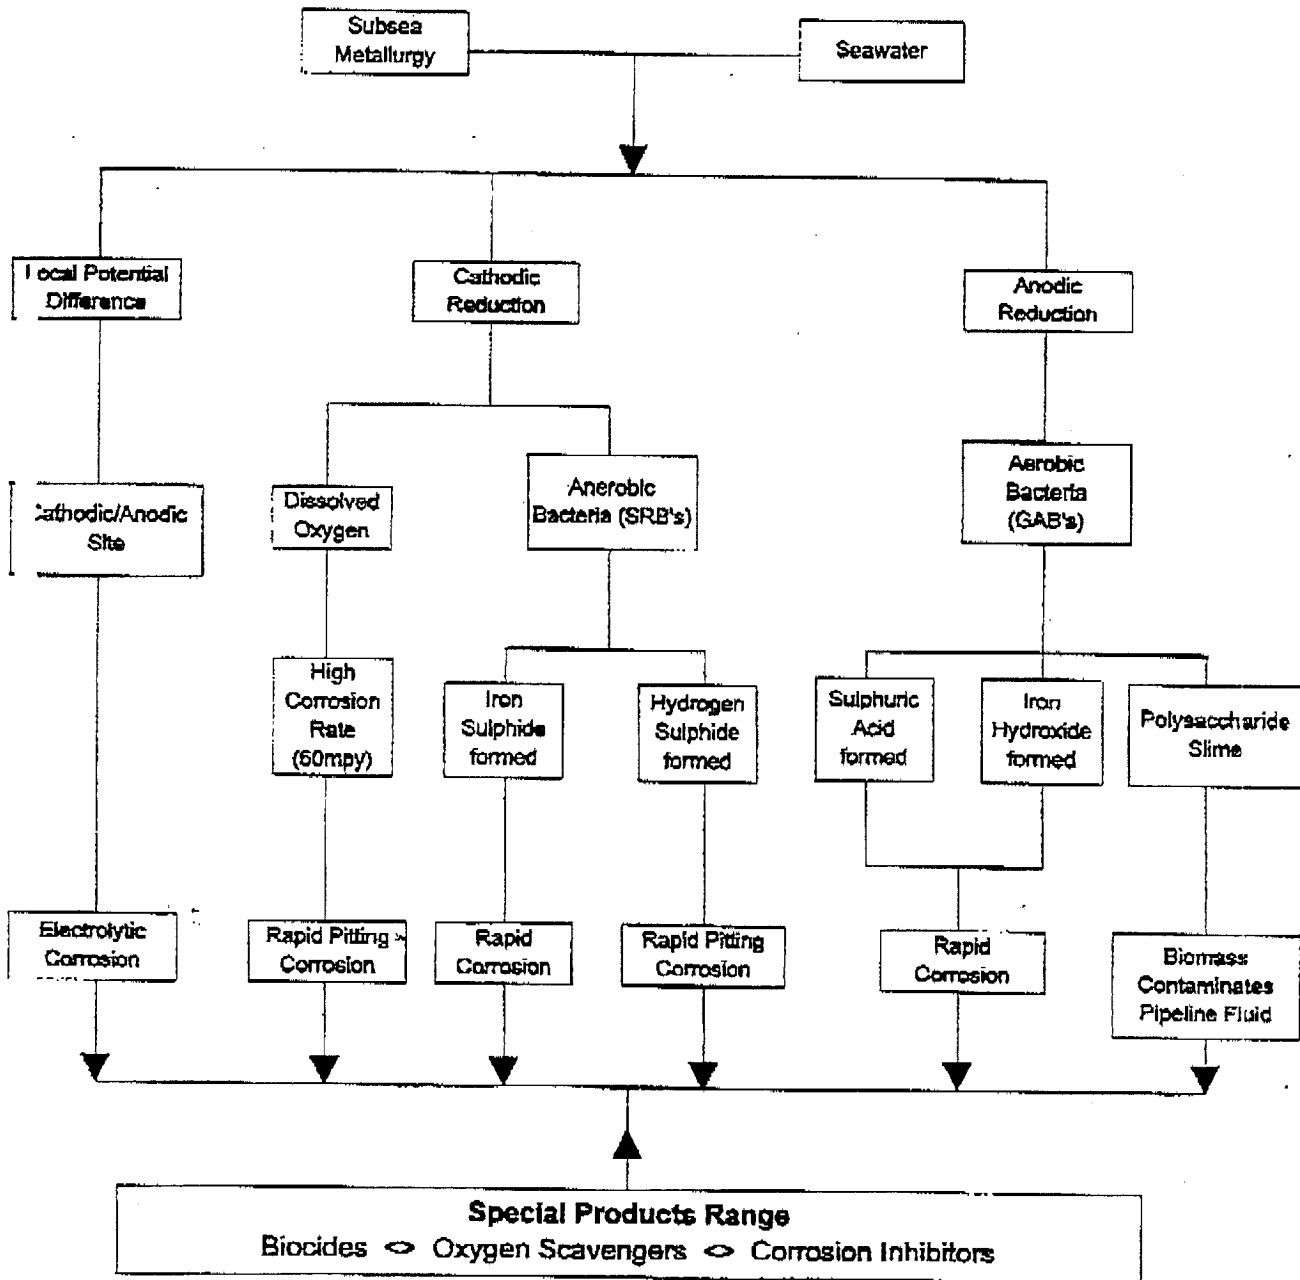 Subsea
Metallurgy
Seawater
Local Potential
Difference
Cathodic
Reduction
Anodic
Reduction
Cathodic/Anodic
Site
Dissolved
Oxygen
Anerobic
Bacteria (SRB's)
Aerobic
Bacteria
(GAB's)
High
Corrosion
Rate
(50mpy)
Iron
Sulphide
formed
Hydrogen
Sulphide
formed
Sulphuric
Acid
formed
Iron
Hydroxide
formed
Polysaccharide
Slime
Electrolytic
Corrosion
Rapid Pitting
Corrosion
Rapid
Corrosion
Rapid Pitting
Corrosion
Rapid
Corrosion
Biomass
Contaminates
Pipeline Fluid
Special Products Range
Biocides <> Oxygen Scavengers <> Corrosion Inhibitors